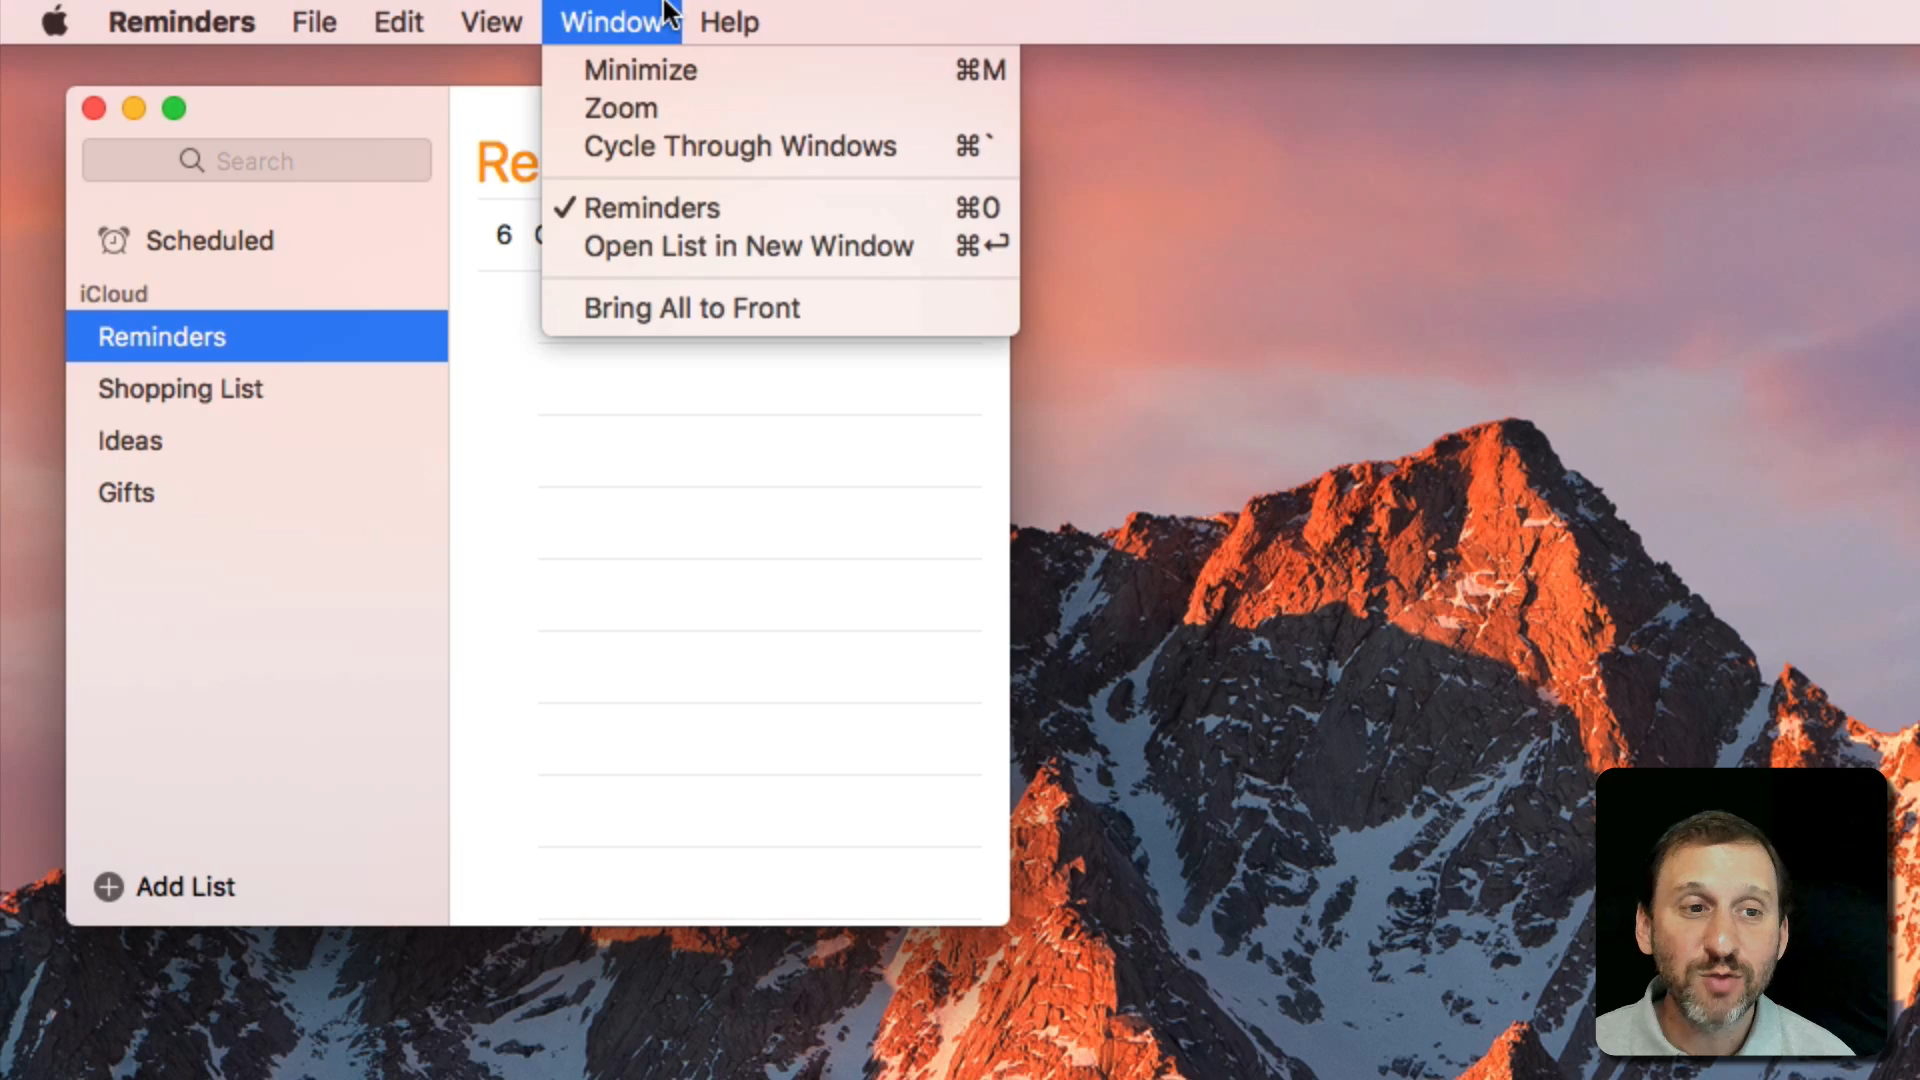 Reminders File Edit View Window Help
Minimize ⌘M
Zoom
Cycle Through Windows ⌘`
Reminders ⌘0
Open List in New Window ⌘↩
Bring All to Front
Search
Scheduled
iCloud
Reminders
Shopping List
Ideas
Gifts
Add List
Re
6